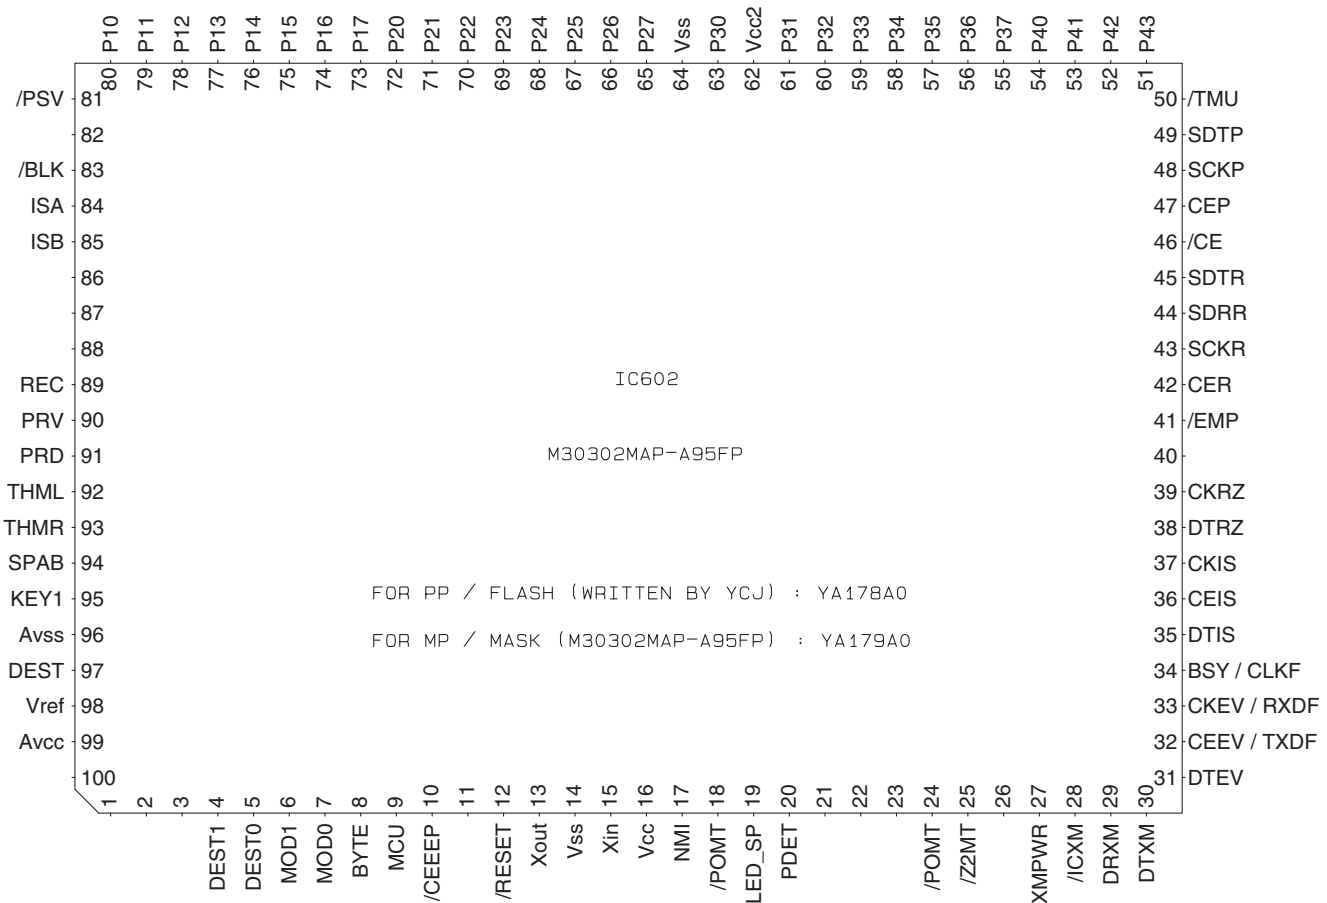 P10 P11 P12 P13 P14 P15 P16 P17 P20 P21 P22 P23 P24 P25 P26 P27 Vss P30 Vcc2 P31 P32 P33 P34 P35 P36 P37 P40 P41 P42 P43
80 79 78 77 76 75 74 73 72 71 70 69 68 67 66 65 64 63 62 61 60 59 58 57 56 55 54 53 52 51
/PSV 81 50 /TMU
82 49 SDTP
/BLK 83 48 SCKP
ISA 84 47 CEP
ISB 85 46 /CE
86 45 SDTR
87 44 SDRR
88 43 SCKR
IC602
REC 89 42 CER
PRV 90 41 /EMP
PRD 91 M30302MAP-A95FP 40
THML 92 39 CKRZ
THMR 93 38 DTRZ
SPAB 94 37 CKIS
FOR PP / FLASH (WRITTEN BY YCJ) : YA178A0
KEY1 95 36 CEIS
Avss 96 35 DTIS
FOR MP / MASK (M30302MAP-A95FP) : YA179A0
DEST 97 34 BSY / CLKF
Vref 98 33 CKEV / RXDF
Avcc 99 32 CEEV / TXDF
100 31 DTEV
1 2 3 4 5 6 7 8 9 10 11 12 13 14 15 16 17 18 19 20 21 22 23 24 25 26 27 28 29 30
DEST1 DEST0 MOD1 MOD0 BYTE MCU /CEEEP /RESET Xout Vss Xin Vcc NMI /POMT LED_SP PDET /POMT /Z2MT XMPWR /ICXM DRXM DTXM